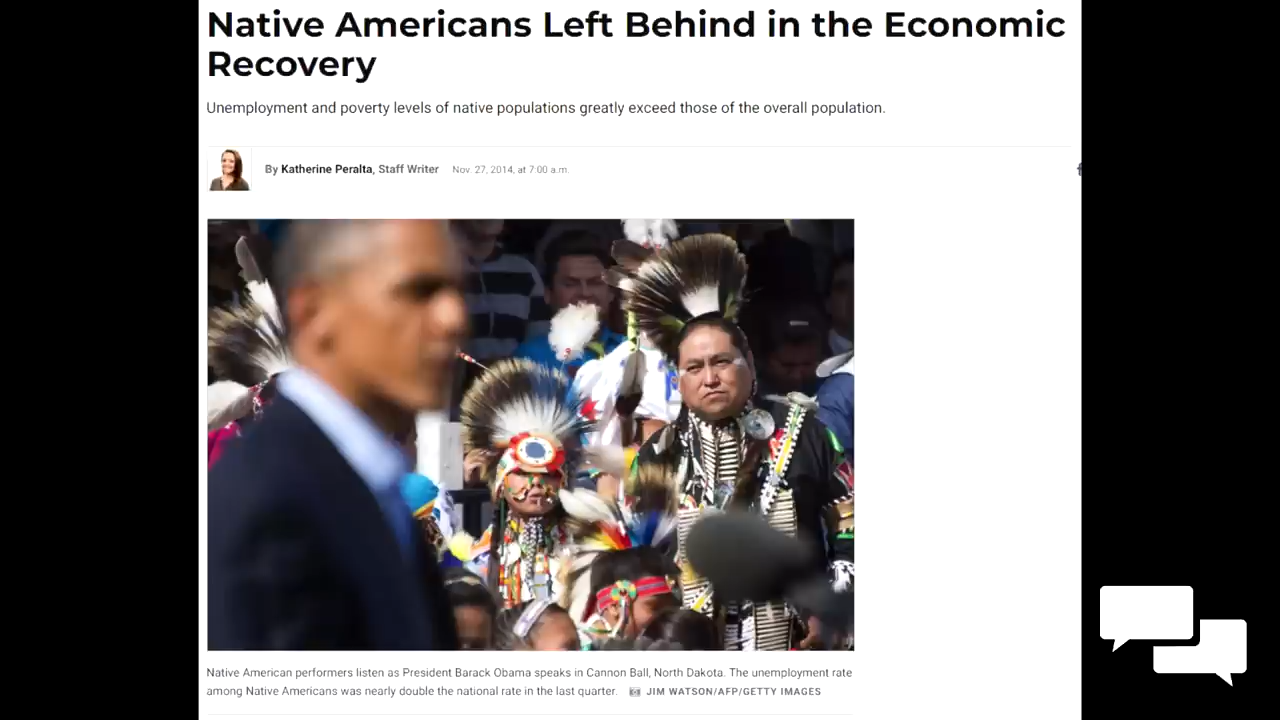 Native Americans Left Behind in the Economic
Recovery
Unemployment and poverty levels of native populations greatly exceed those of the overall population.
By Katherine Peralta, Staff Writer Nov. 27, 2014, at 7:00 a.m.
Native American performers listen as President Barack Obama speaks in Cannon Ball, North Dakota. The unemployment rate
among Native Americans was nearly double the national rate in the last quarter. JIM WATSON/AFP/GETTY IMAGES